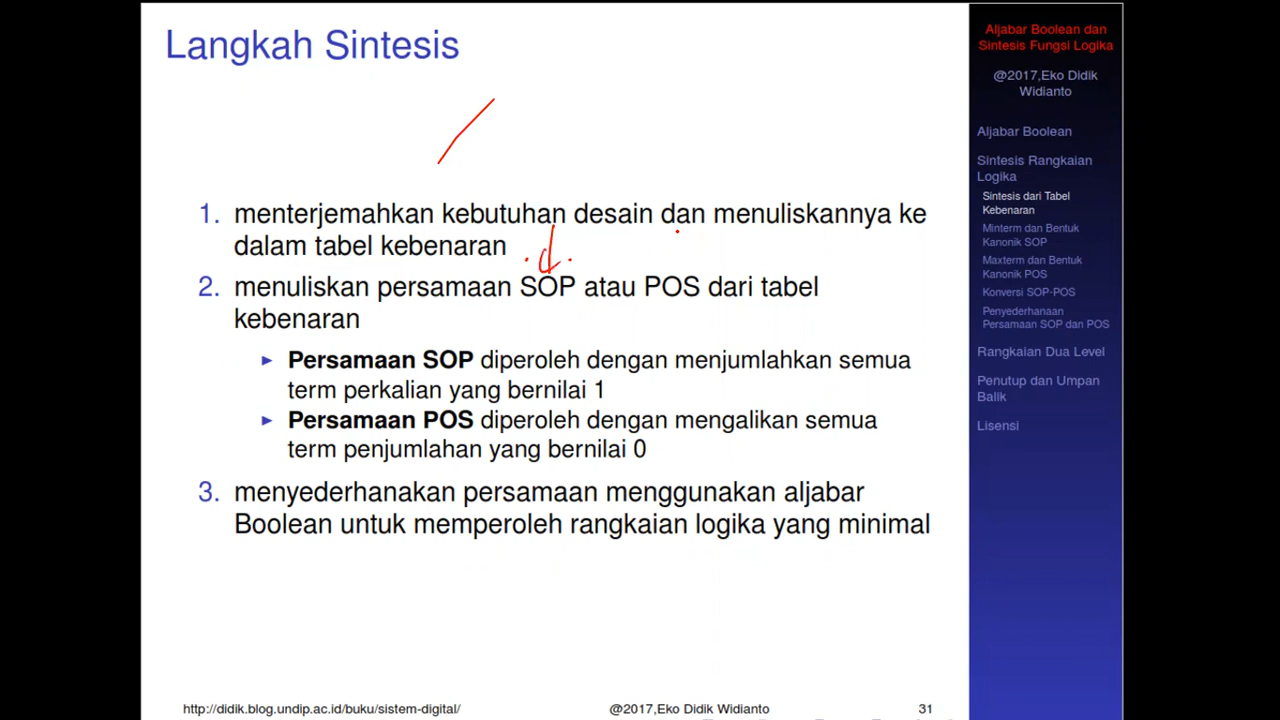 Langkah Sintesis
1. menterjemahkan kebutuhan desain dan menuliskannya ke
dalam tabel kebenaran
2. menuliskan persamaan SOP atau POS dari tabel
kebenaran
Persamaan SOP diperoleh dengan menjumlahkan semua
term perkalian yang bernilai 1
Persamaan POS diperoleh dengan mengalikan semua
term penjumlahan yang bernilai 0
3. menyederhanakan persamaan menggunakan aljabar
Boolean untuk memperoleh rangkaian logika yang minimal
http://didik.blog.undip.ac.id/buku/sistem-digital/
@2017,Eko Didik Widianto
31
Aljabar Boolean dan
Sintesis Fungsi Logika
@2017,Eko Didik
Widianto
Aljabar Boolean
Sintesis Rangkaian
Logika
Sintesis dari Tabel
Kebenaran
Minterm dan Bentuk
Kanonik SOP
Maxterm dan Bentuk
Kanonik POS
Konversi SOP-POS
Penyederhanaan
Persamaan SOP dan POS
Rangkaian Dua Level
Penutup dan Umpan
Balik
Lisensi